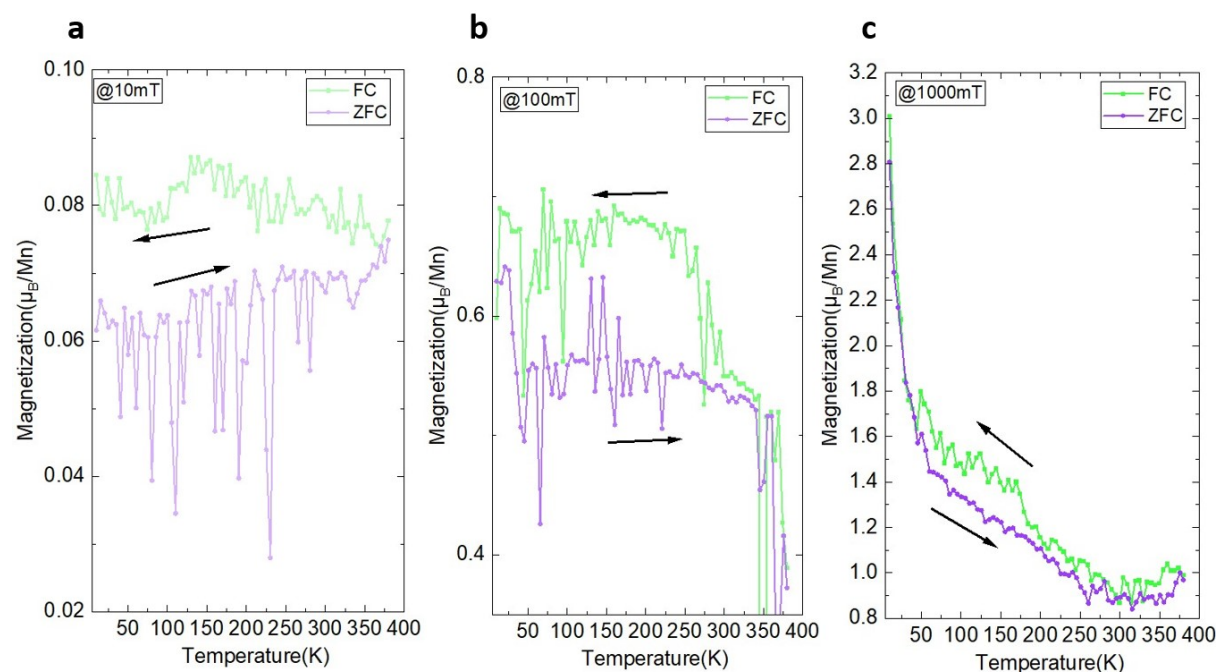 a
@10mT
FC
ZFC
0.10
0.08
0.06
0.04
0.02
50 100 150 200 250 300 350 400
Temperature(K)
Magnetization(μB/Mn)
b
@100mT
FC
ZFC
0.8
0.6
0.4
50 100 150 200 250 300 350 400
Temperature(K)
Magnetization(μB/Mn)
c
@1000mT
FC
ZFC
3.2
3.0
2.8
2.6
2.4
2.2
2.0
1.8
1.6
1.4
1.2
1.0
0.8
50 100 150 200 250 300 350 400
Temperature(K)
Magnetization(μB/Mn)